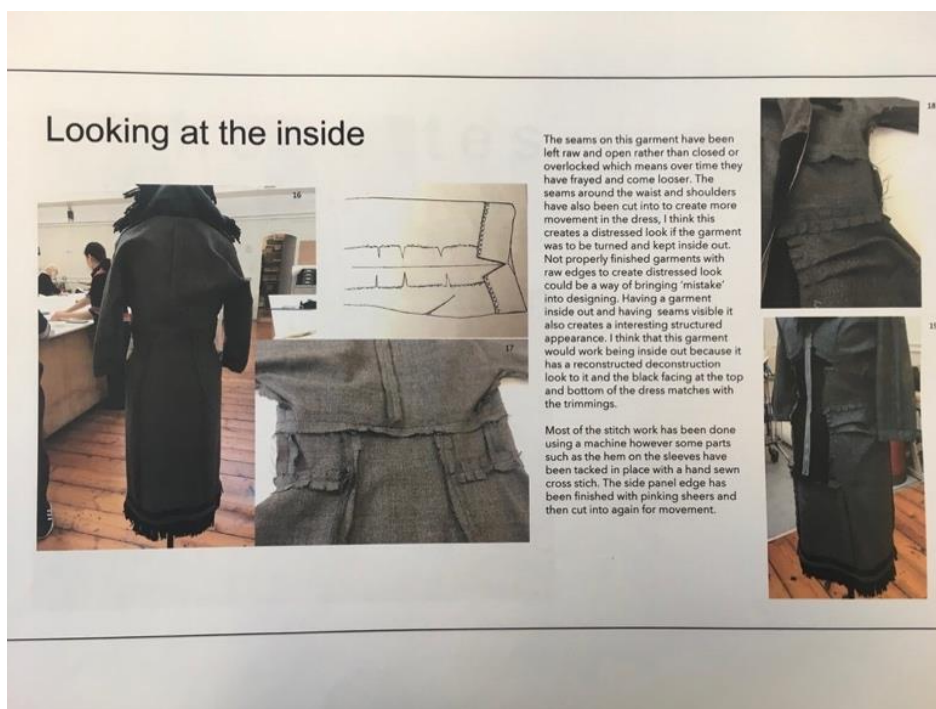 Looking at the inside
16
17
The seams on this garment have been
left raw and open rather than closed or
overlocked which means over time they
have frayed and come looser. The
seams around the waist and shoulders
have also been cut into to create more
movement in the dress, I think this
creates a distressed look if the garment
was to be turned and kept inside out.
Not properly finished garments with
raw edges to create distressed look
could be a way of bringing ‘mistake’
into designing. Having a garment
inside out and having seams visible it
also creates a interesting structured
appearance. I think that this garment
would work being inside out because it
has a reconstructed deconstruction
look to it and the black facing at the top
and bottom of the dress matches with
the trimmings.
Most of the stitch work has been done
using a machine however some parts
such as the hem on the sleeves have
been tacked in place with a hand sewn
cross stich. The side panel edge has
been finished with pinking sheers and
then cut into again for movement.
18